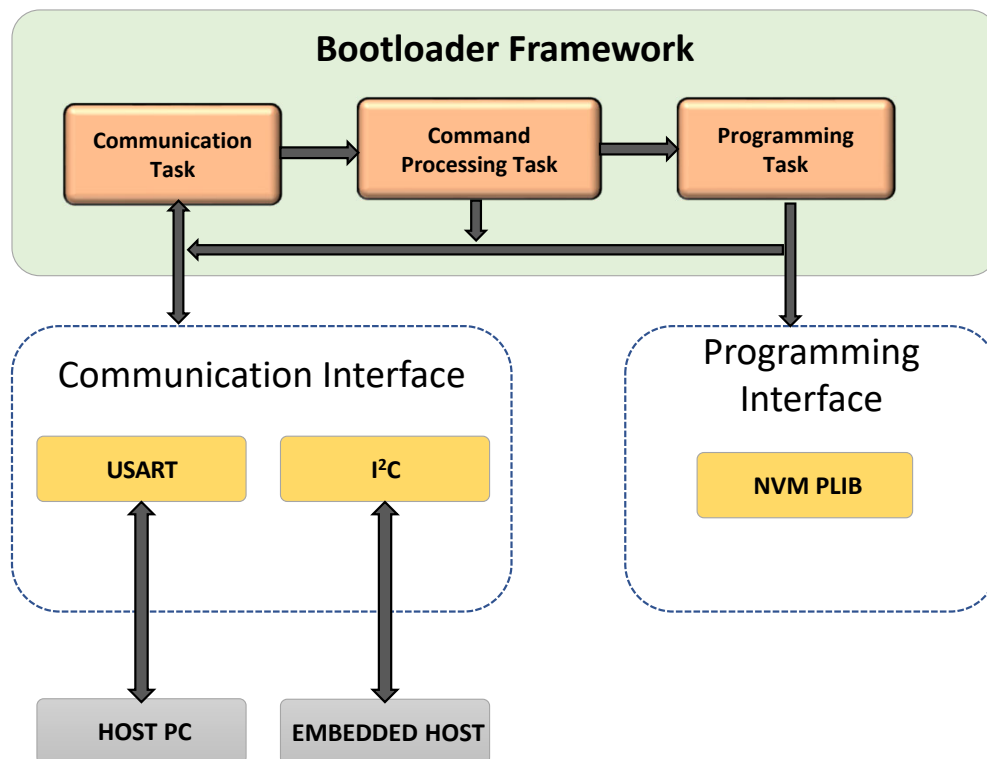 Bootloader Framework
Communication
Task
Command
Processing Task
Programming
Task
Communication Interface
USART
I²C
Programming
Interface
NVM PLIB
HOST PC
EMBEDDED HOST